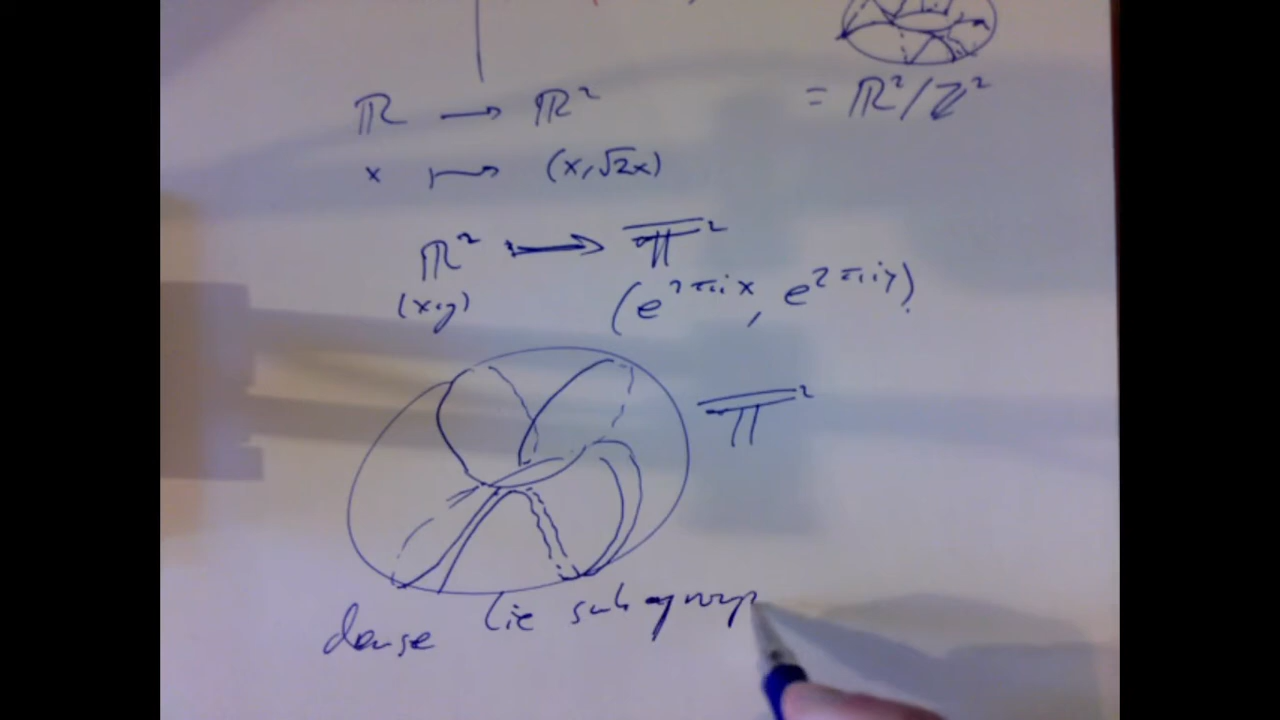 ℝ → ℝ²
= ℝ²/ℤ²
x ↦ (x, √2x)
ℝ² → 𝕋²
(x,y) (e^{2πix}, e^{2πiy})
𝕋²
dense Lie subgroup